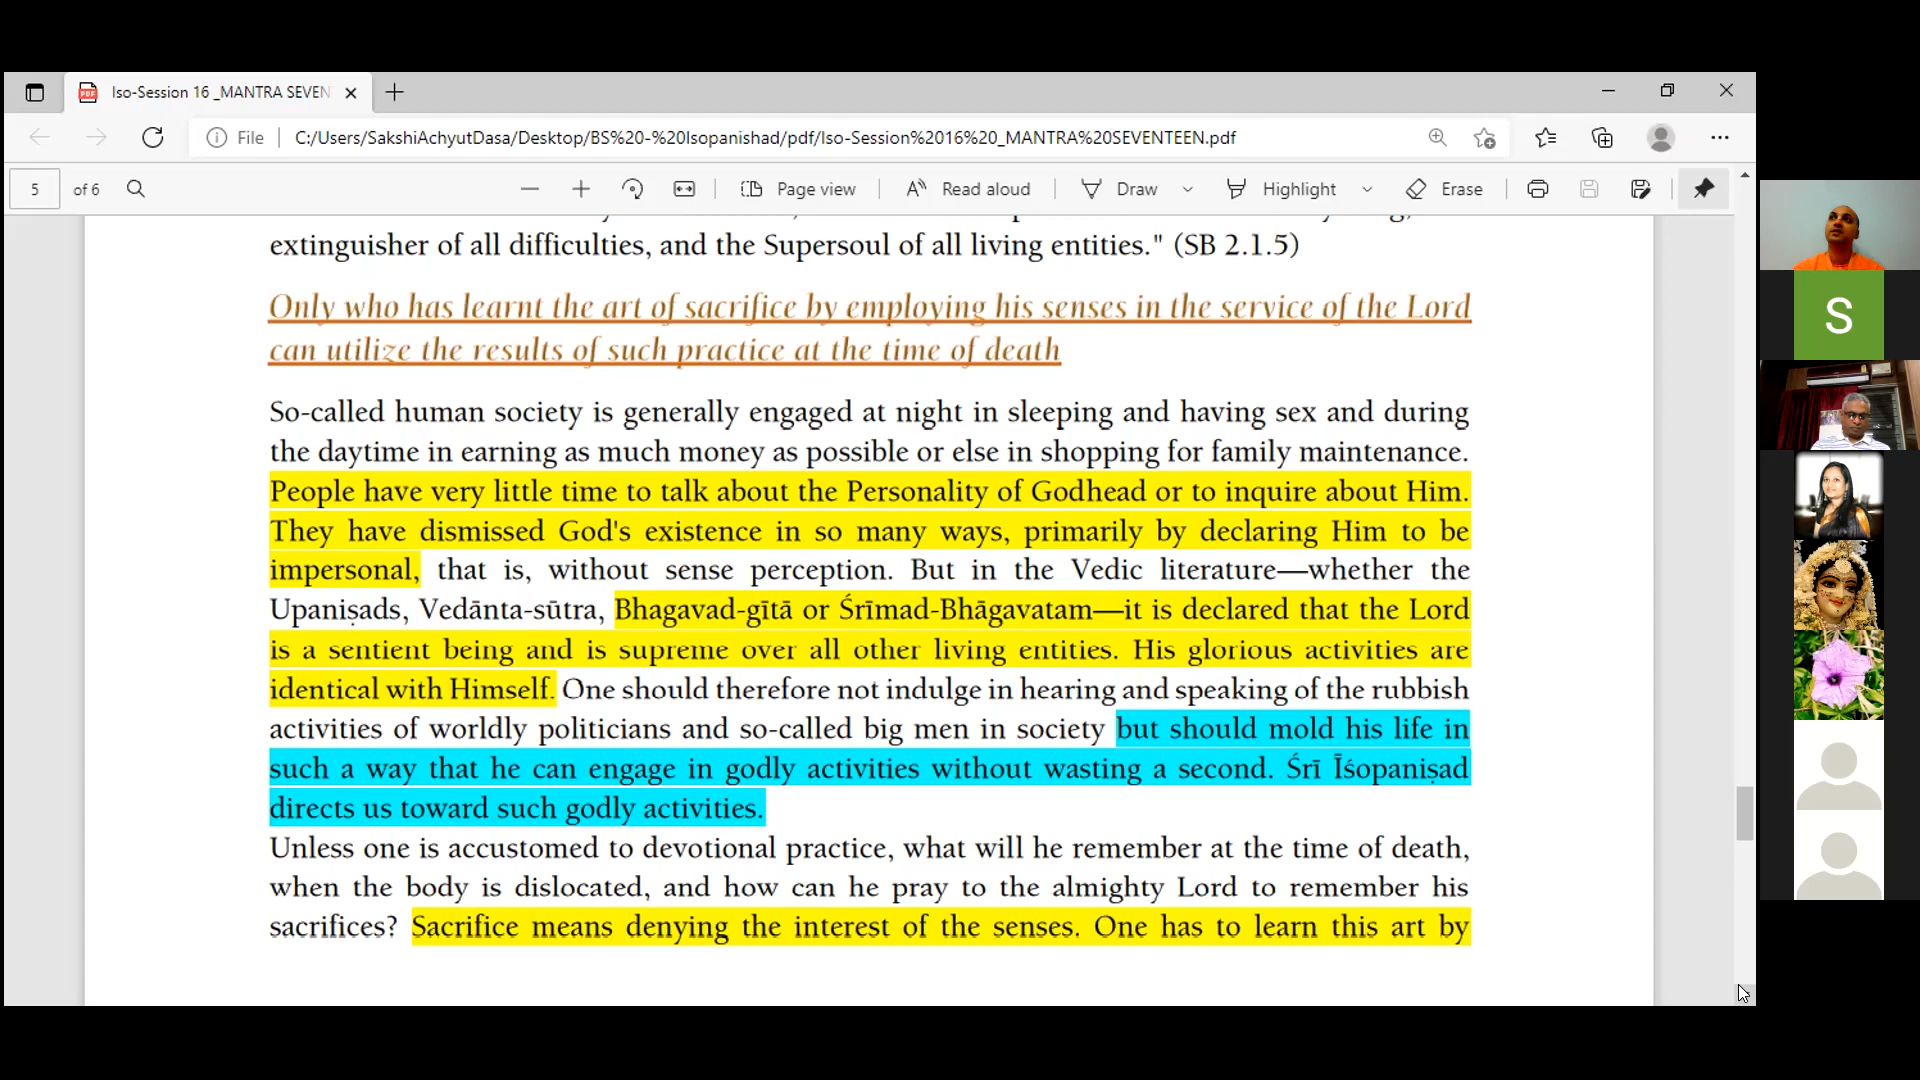 Iso-Session 16 _MANTRA SEVEN
File
C:/Users/SakshiAchyutDasa/Desktop/BS%20-%20Isopanishad/pdf/Iso-Session%2016%20_MANTRA%20SEVENTEEN.pdf
5 of 6
Page view
Read aloud
Draw
Highlight
Erase
extinguisher of all difficulties, and the Supersoul of all living entities." (SB 2.1.5)
Only who has learnt the art of sacrifice by employing his senses in the service of the Lord
can utilize the results of such practice at the time of death
So-called human society is generally engaged at night in sleeping and having sex and during
the daytime in earning as much money as possible or else in shopping for family maintenance.
People have very little time to talk about the Personality of Godhead or to inquire about Him.
They have dismissed God's existence in so many ways, primarily by declaring Him to be
impersonal, that is, without sense perception. But in the Vedic literature—whether the
Upaniṣads, Vedānta-sūtra, Bhagavad-gītā or Śrīmad-Bhāgavatam—it is declared that the Lord
is a sentient being and is supreme over all other living entities. His glorious activities are
identical with Himself. One should therefore not indulge in hearing and speaking of the rubbish
activities of worldly politicians and so-called big men in society but should mold his life in
such a way that he can engage in godly activities without wasting a second. Śrī Īśopaniṣad
directs us toward such godly activities.
Unless one is accustomed to devotional practice, what will he remember at the time of death,
when the body is dislocated, and how can he pray to the almighty Lord to remember his
sacrifices? Sacrifice means denying the interest of the senses. One has to learn this art by
S